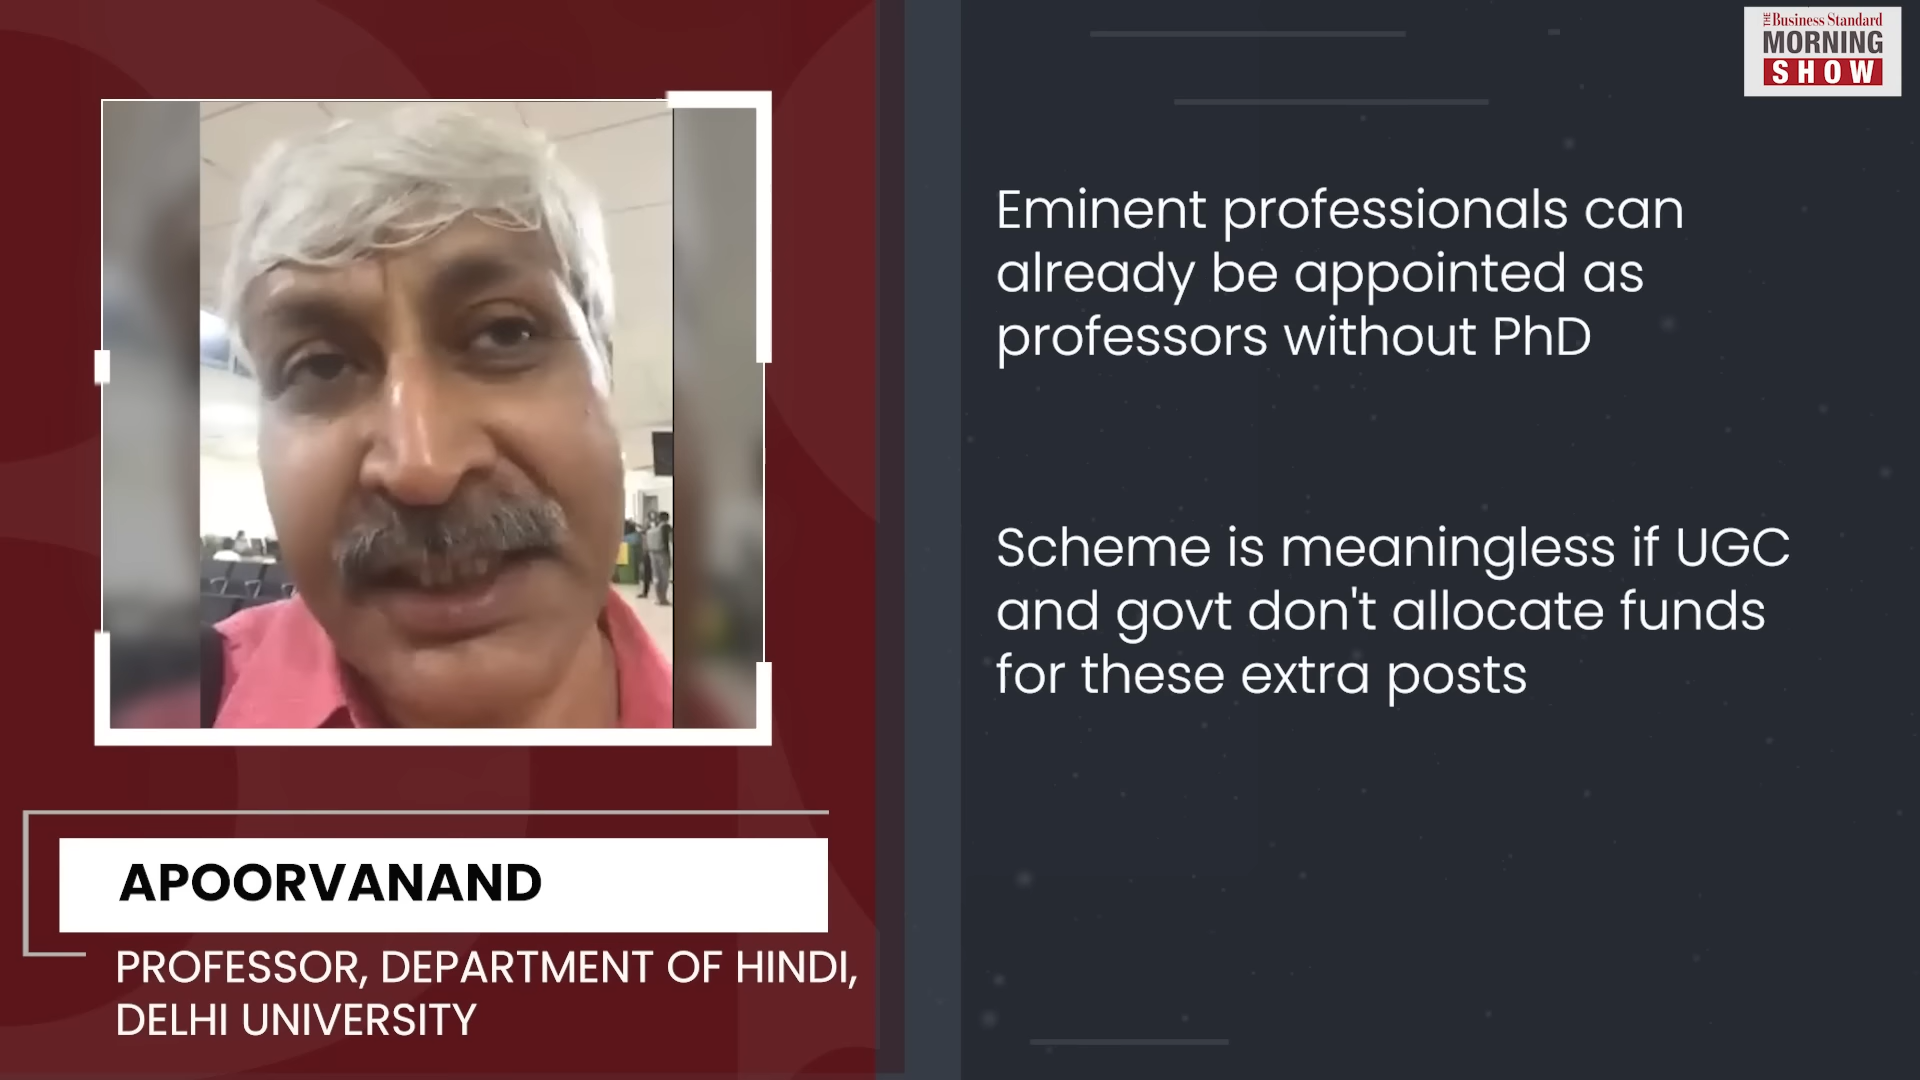 THE Business Standard
MORNING
SHOW
Eminent professionals can
already be appointed as
professors without PhD
Scheme is meaningless if UGC
and govt don't allocate funds
for these extra posts
APOORVANAND
PROFESSOR, DEPARTMENT OF HINDI,
DELHI UNIVERSITY